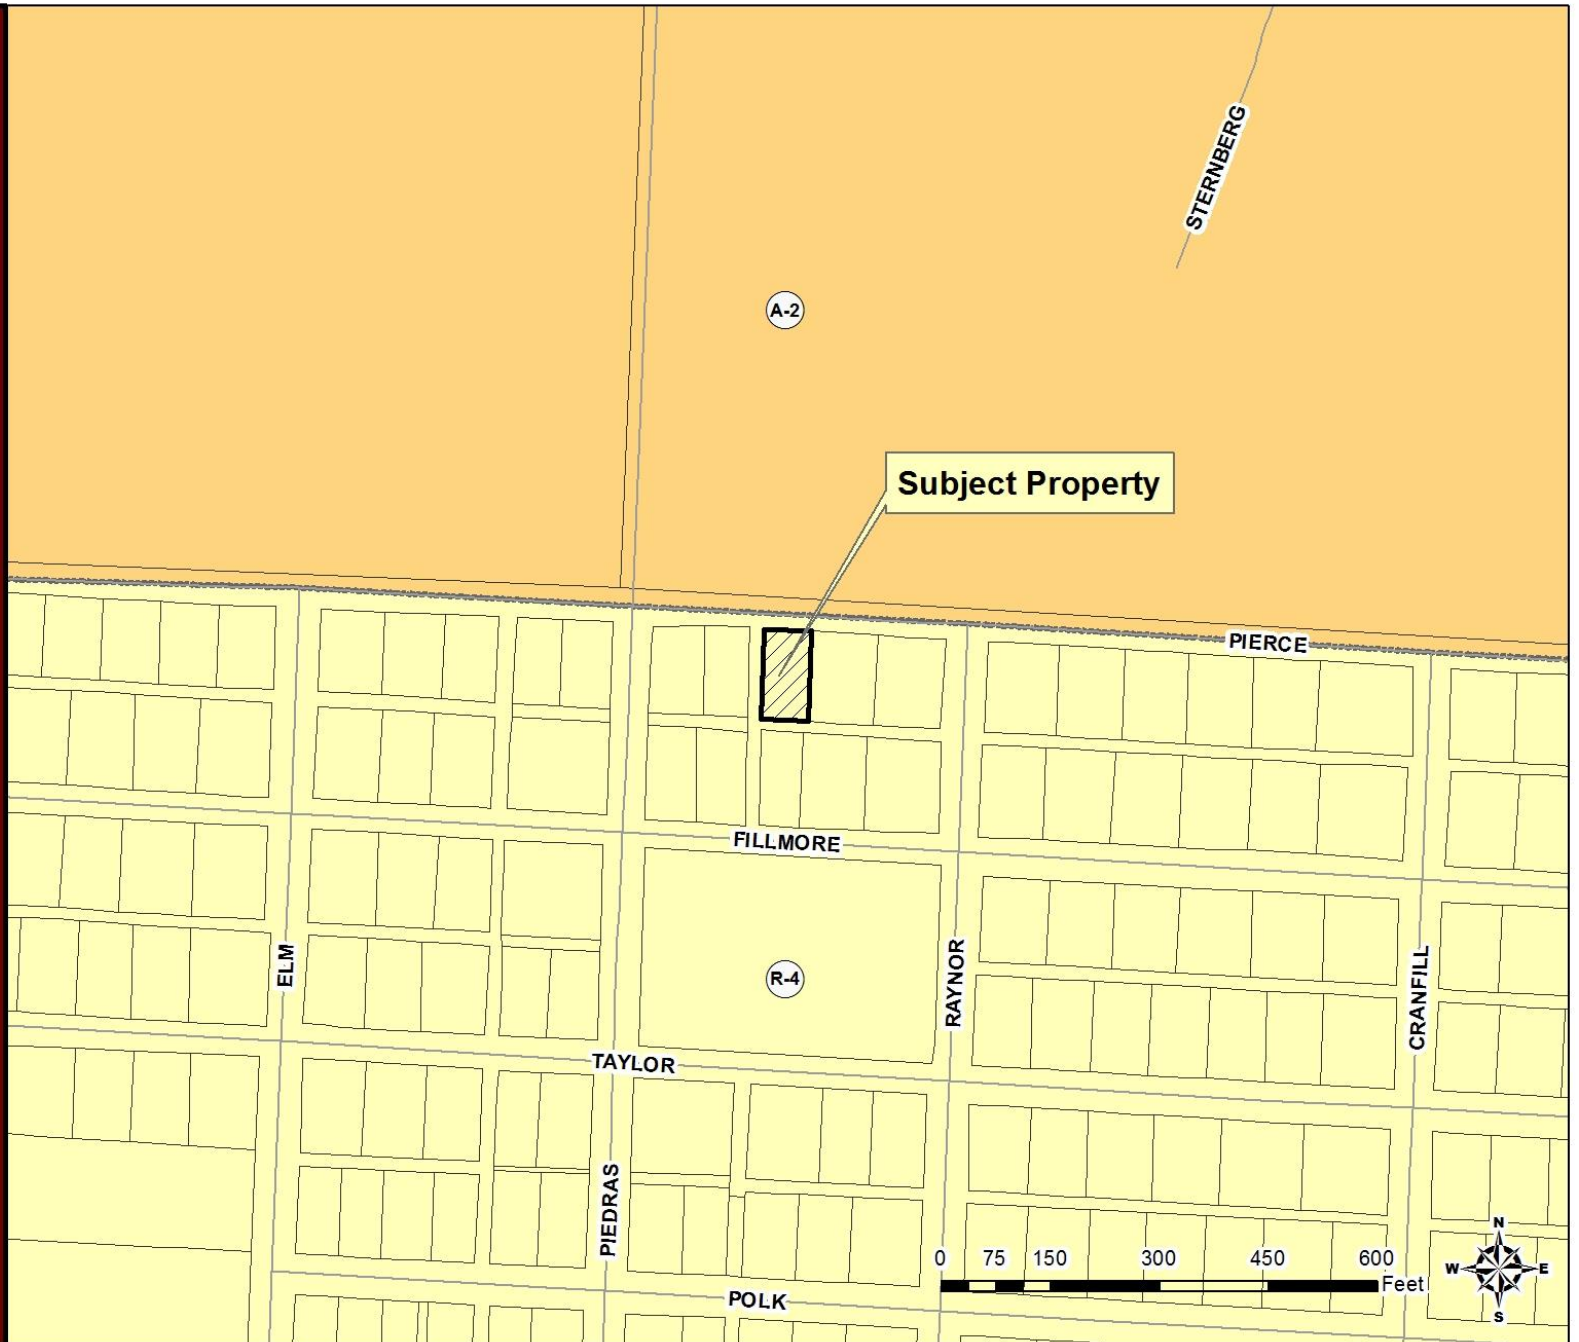 STERNBERG
A-2
Subject Property
PIERCE
FILLMORE
ELM
R-4
RAYNOR
CRANFILL
TAYLOR
PIEDRAS
POLK
0 75 150 300 450 600
Feet
N
W E
S